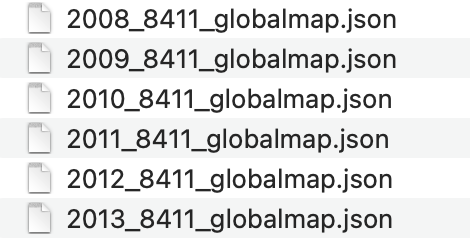 2008_8411_globalmap.json
2009_8411_globalmap.json
2010_8411_globalmap.json
2011_8411_globalmap.json
2012_8411_globalmap.json
2013_8411_globalmap.json